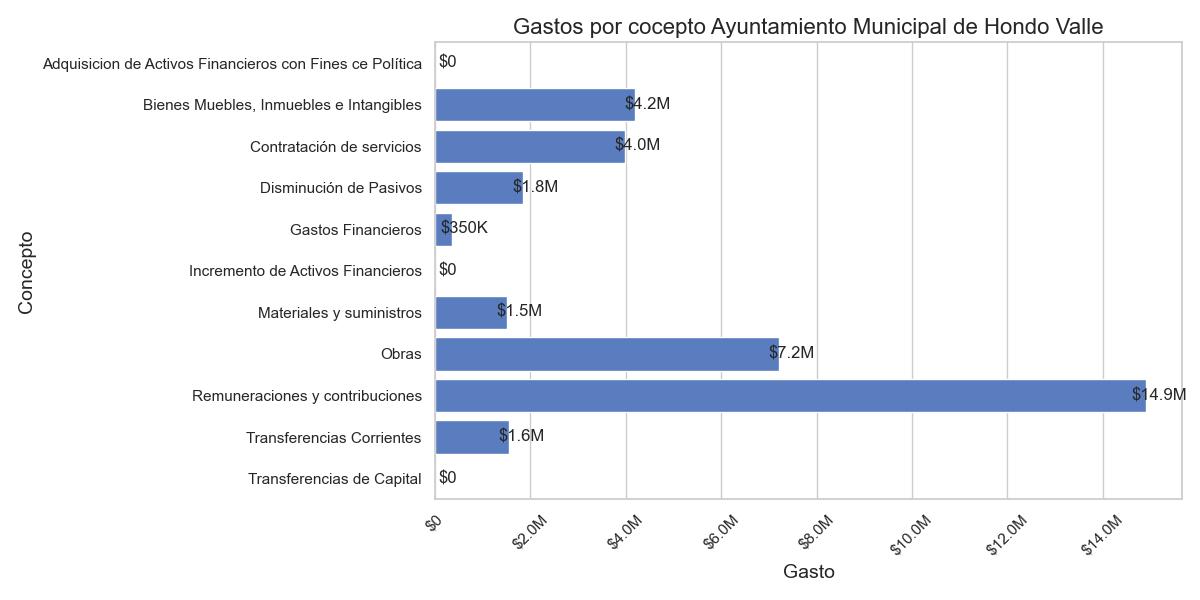 Gastos por cocepto Ayuntamiento Municipal de Hondo Valle
Adquisicion de Activos Financieros con Fines ce Política $0
Bienes Muebles, Inmuebles e Intangibles $4.2M
Contratación de servicios $4.0M
Disminución de Pasivos $1.8M
Gastos Financieros $350K
Incremento de Activos Financieros $0
Materiales y suministros $1.5M
Obras $7.2M
Remuneraciones y contribuciones $14.9M
Transferencias Corrientes $1.6M
Transferencias de Capital $0
Concepto
$0 $2.0M $4.0M $6.0M $8.0M $10.0M $12.0M $14.0M
Gasto